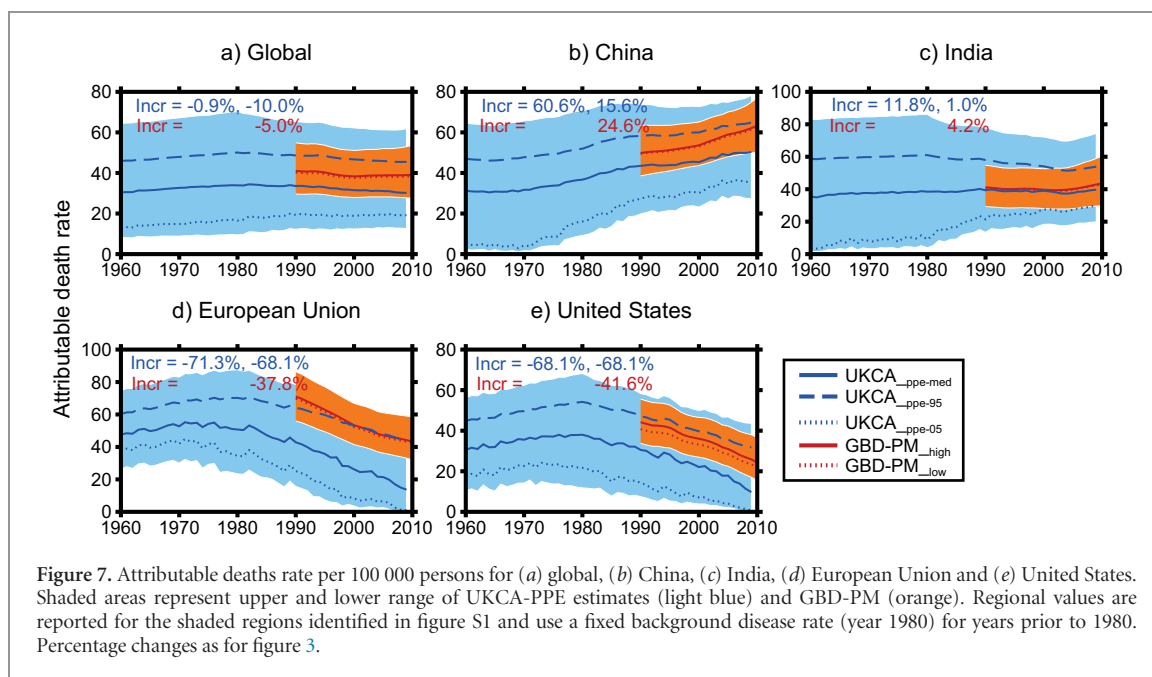 a) Global
b) China
c) India
80
60
40
20
0
Incr = -0.9%, -10.0%
Incr = -5.0%
1960 1970 1980 1990 2000 2010
80
60
40
20
0
Incr = 60.6%, 15.6%
Incr = 24.6%
1960 1970 1980 1990 2000 2010
100
80
60
40
20
0
Incr = 11.8%, 1.0%
Incr = 4.2%
1960 1970 1980 1990 2000 2010
Attributable death rate
d) European Union
e) United States
100
80
60
40
20
0
Incr = -71.3%, -68.1%
Incr = -37.8%
1960 1970 1980 1990 2000 2010
80
60
40
20
0
Incr = -68.1%, -68.1%
Incr = -41.6%
1960 1970 1980 1990 2000 2010
UKCA_ppe-med
UKCA_ppe-95
UKCA_ppe-05
GBD-PM_high
GBD-PM_low
Figure 7. Attributable deaths rate per 100 000 persons for (a) global, (b) China, (c) India, (d) European Union and (e) United States.
Shaded areas represent upper and lower range of UKCA-PPE estimates (light blue) and GBD-PM (orange). Regional values are
reported for the shaded regions identified in figure S1 and use a fixed background disease rate (year 1980) for years prior to 1980.
Percentage changes as for figure 3.